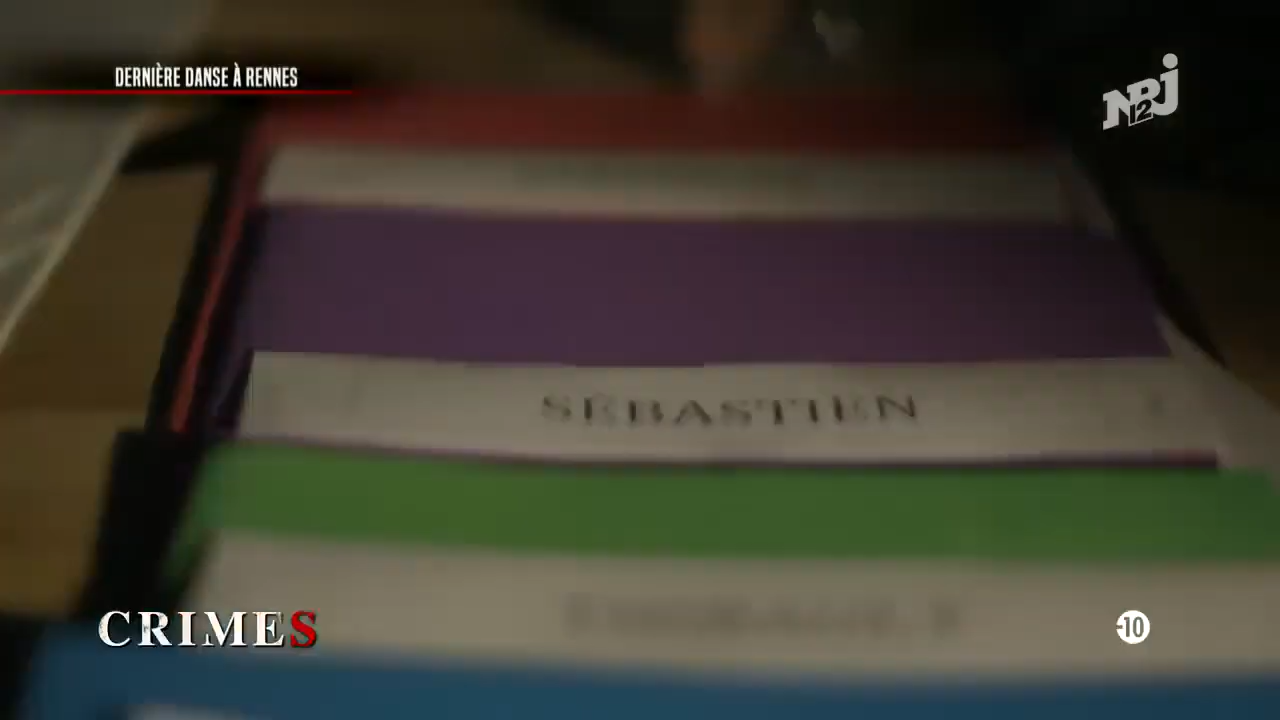 DERNIÈRE DANSE À RENNES
NRJ
12
SÉBASTIEN
CRIMES
-10